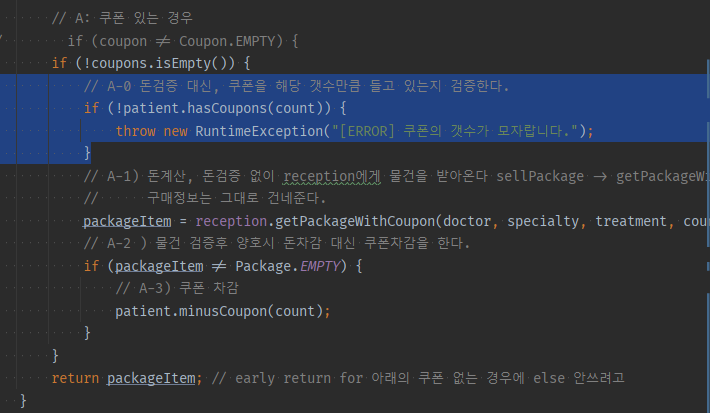 // A: 쿠폰 있는 경우
if (coupon ≠ Coupon.EMPTY) {
if (!coupons.isEmpty()) {
// A-0 돈검증 대신, 쿠폰을 해당 갯수만큼 들고 있는지 검증한다.
if (!patient.hasCoupons(count)) {
throw new RuntimeException("[ERROR] 쿠폰의 갯수가 모자랍니다.");
}
// A-1) 돈계산, 돈검증 없이 reception에게 물건을 받아온다 sellPackage -> getPackageWi
// 구매정보는 그대로 건네준다.
packageItem = reception.getPackageWithCoupon(doctor, specialty, treatment, cou
// A-2 ) 물건 검증후 양호시 돈차감 대신 쿠폰차감을 한다.
if (packageItem ≠ Package.EMPTY) {
// A-3) 쿠폰 차감
patient.minusCoupon(count);
}
}
return packageItem; // early return for 아래의 쿠폰 없는 경우에 else 안쓰려고
}